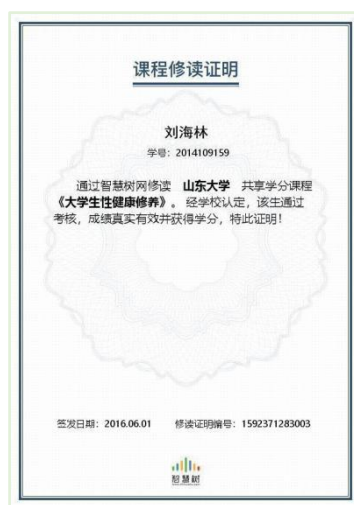 课程修读证明
刘海林
学号：2014109159
通过智慧树网修读 山东大学 共享学分课程
《大学生性健康修养》。经学校认定，该生通过
考核，成绩真实有效并获得学分，特此证明！
签发日期：2016.06.01 修读证明编号：1592371283003
智慧树